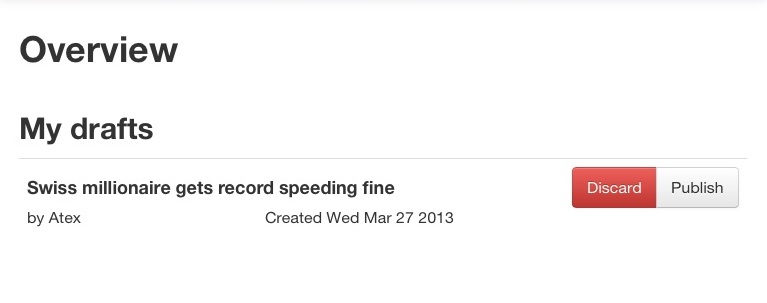 Overview
My drafts
Swiss millionaire gets record speeding fine
Discard Publish
by Atex Created Wed Mar 27 2013